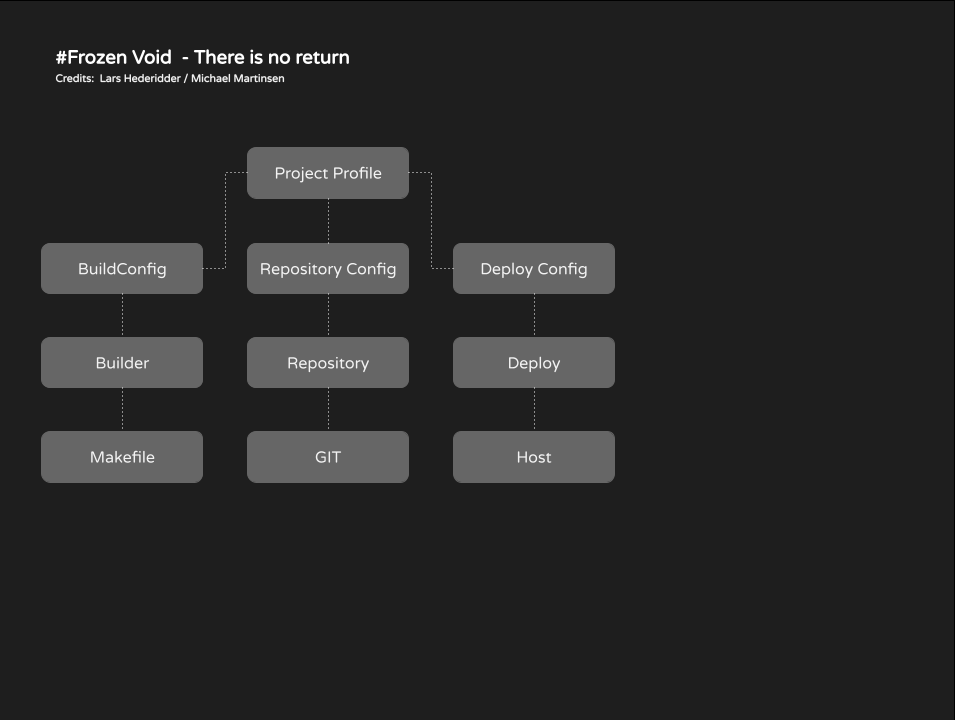 #Frozen Void  - There is no return
Credits:  Lars Hederidder / Michael Martinsen
Project Profile
BuildConfig
Repository Config
Deploy Config
Builder
Repository
Deploy
Makefile
GIT
Host